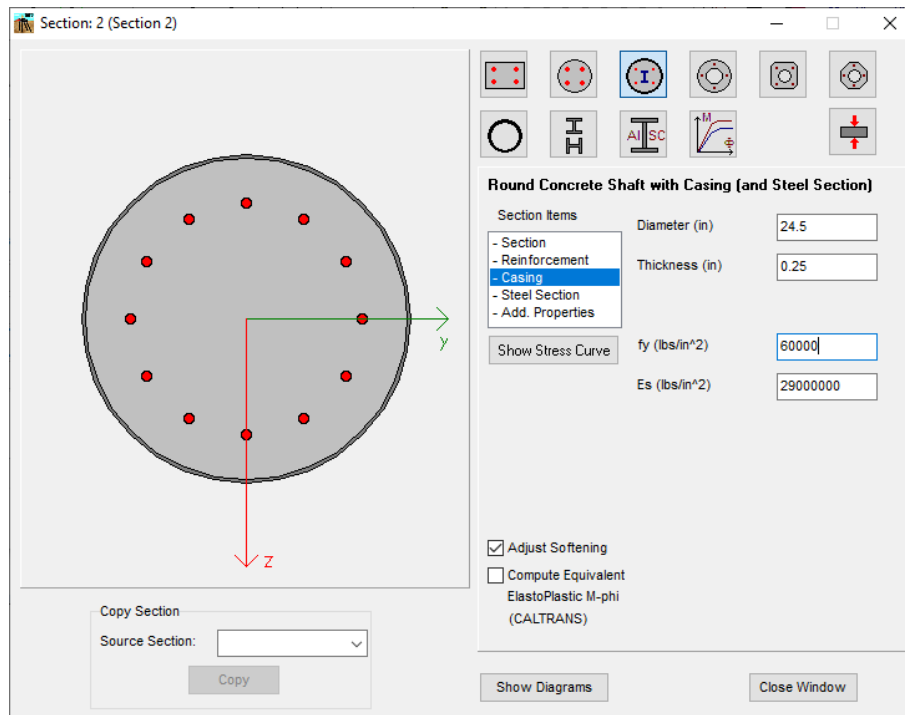 Section: 2 (Section 2)
I
I
H
AI SC
M
Φ
y
z
Round Concrete Shaft with Casing (and Steel Section)
Section Items
- Section
- Reinforcement
- Casing
- Steel Section
- Add. Properties
Show Stress Curve
Diameter (in) 24.5
Thickness (in) 0.25
fy (lbs/in^2) 60000
Es (lbs/in^2) 29000000
Adjust Softening
Compute Equivalent
ElastoPlastic M-phi
(CALTRANS)
Copy Section
Source Section:
Copy
Show Diagrams
Close Window